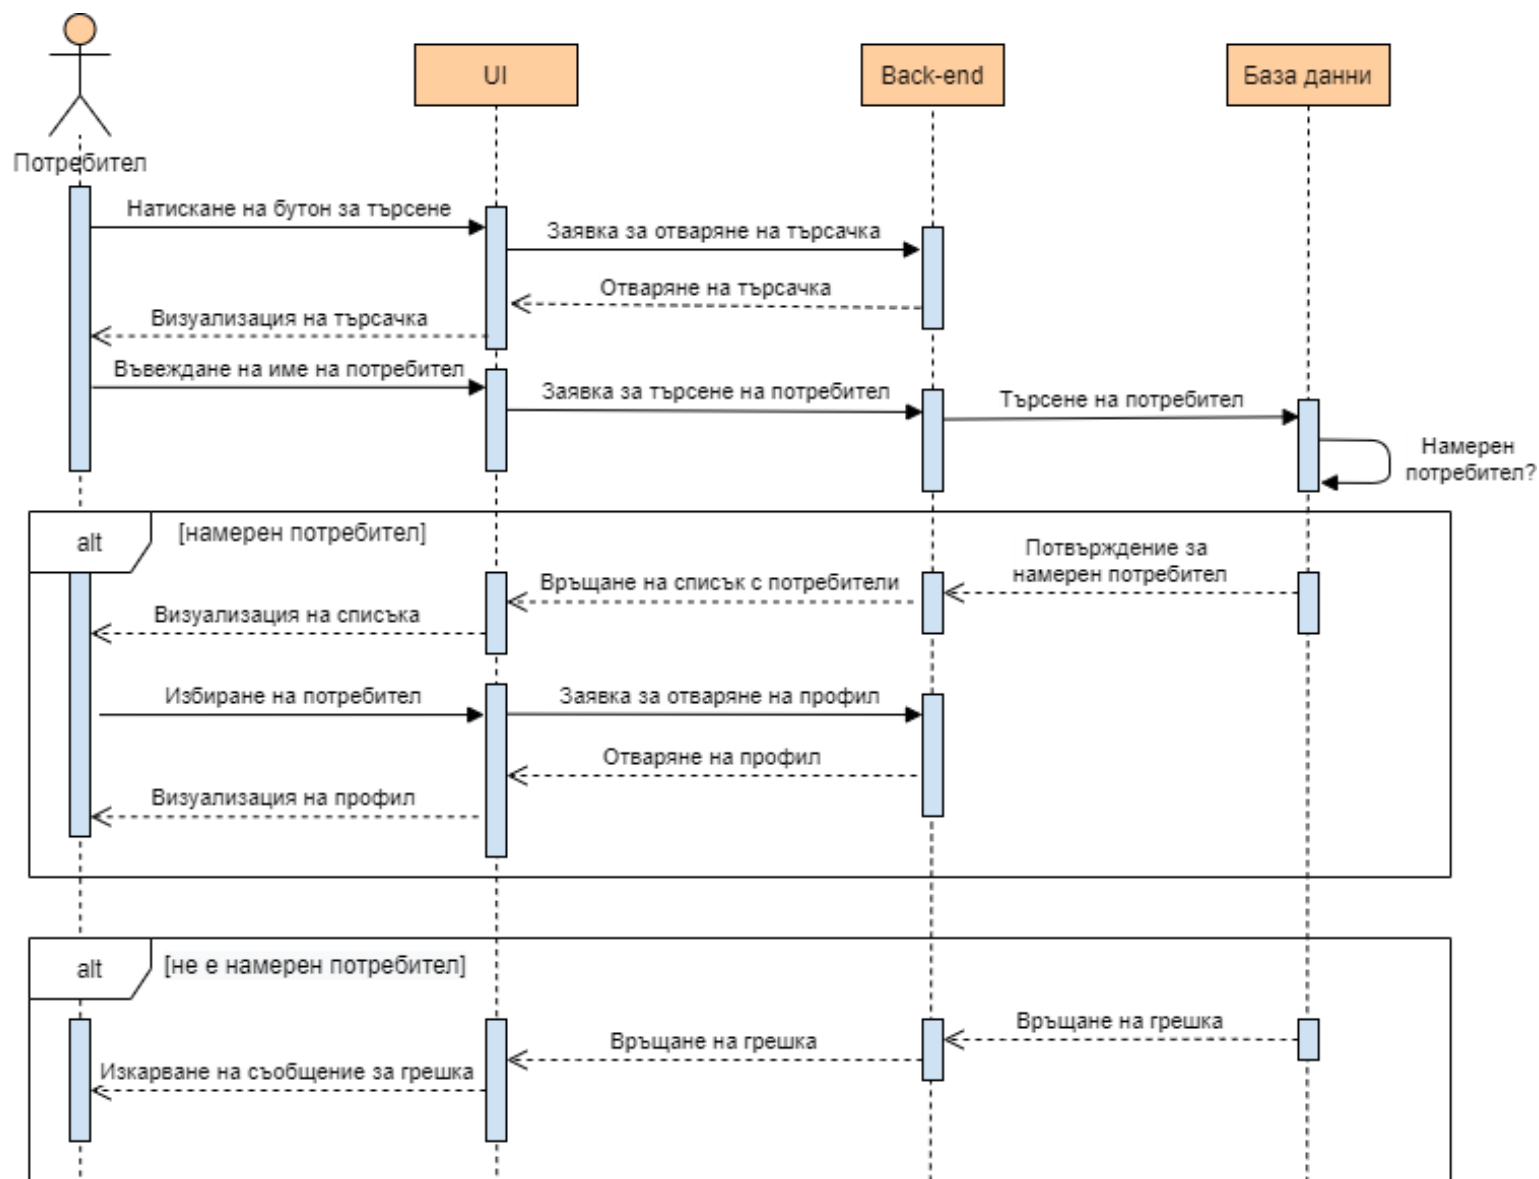 UI
Back-end
База данни
Потребител
Натискане на бутон за търсене
Заявка за отваряне на търсачка
Отваряне на търсачка
Визуализация на търсачка
Въвеждане на име на потребител
Заявка за търсене на потребител
Търсене на потребител
Намерен
потребител?
alt
[намерен потребител]
Потвърждение за
намерен потребител
Връщане на списък с потребители
Визуализация на списъка
Избиране на потребител
Заявка за отваряне на профил
Отваряне на профил
Визуализация на профил
alt
[не е намерен потребител]
Връщане на грешка
Връщане на грешка
Изкарване на съобщение за грешка